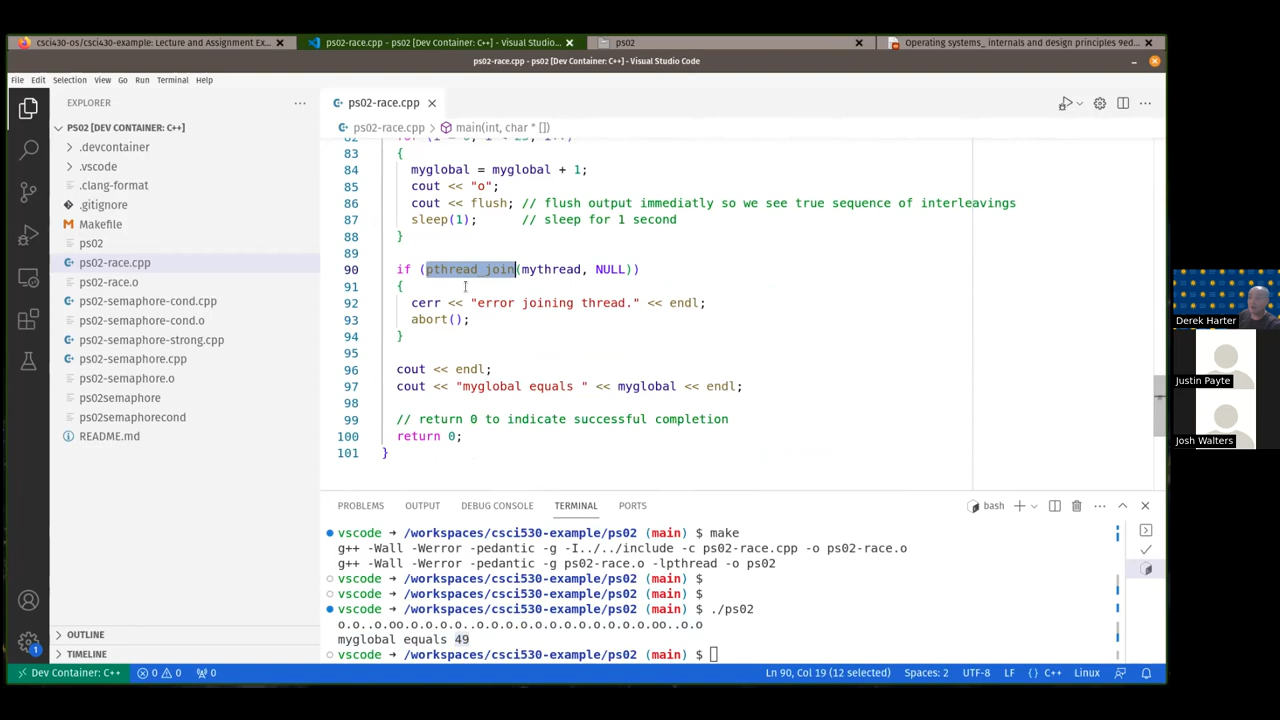 csci430-os/csci430-example: Lecture and Assignment Ex... ×
ps02-race.cpp - ps02 [Dev Container: C++] - Visual Studio... ×
ps02 ×
Operating systems_ internals and design principles 9ed... ×
ps02-race.cpp - ps02 [Dev Container: C++] - Visual Studio Code
File Edit Selection View Go Run Terminal Help
EXPLORER ...
ps02-race.cpp ×
PS02 [DEV CONTAINER: C++]
ps02-race.cpp > main(int, char * [])
.devcontainer
.vscode
.clang-format
.gitignore
Makefile
ps02
ps02-race.cpp
ps02-race.o
ps02-semaphore-cond.cpp
ps02-semaphore-cond.o
ps02-semaphore-strong.cpp
ps02-semaphore.cpp
ps02-semaphore.o
ps02semaphore
ps02semaphorecond
README.md
OUTLINE
TIMELINE
83 {
84 myglobal = myglobal + 1;
85 cout << "o";
86 cout << flush; // flush output immediatly so we see true sequence of interleavings
87 sleep(1); // sleep for 1 second
88 }
89
90 if (pthread_join(mythread, NULL))
91 {
92 cerr << "error joining thread." << endl;
93 abort();
94 }
95
96 cout << endl;
97 cout << "myglobal equals " << myglobal << endl;
98
99 // return 0 to indicate successful completion
100 return 0;
101 }
PROBLEMS OUTPUT DEBUG CONSOLE TERMINAL PORTS
bash
vscode ➜ /workspaces/csci530-example/ps02 (main) $ make
g++ -Wall -Werror -pedantic -g -I../../include -c ps02-race.cpp -o ps02-race.o
g++ -Wall -Werror -pedantic -g ps02-race.o -lpthread -o ps02
vscode ➜ /workspaces/csci530-example/ps02 (main) $
vscode ➜ /workspaces/csci530-example/ps02 (main) $
vscode ➜ /workspaces/csci530-example/ps02 (main) $ ./ps02
o.o..o.oo.o.o.o.o..o.o.o.o.o.o.o.o.o.o.o.oo..o.o
myglobal equals 49
vscode ➜ /workspaces/csci530-example/ps02 (main) $
1
Dev Container: C++ 0 0 0 Ln 90, Col 19 (12 selected) Spaces: 2 UTF-8 LF {} C++ Linux
Derek Harter
Justin Payte
Josh Walters